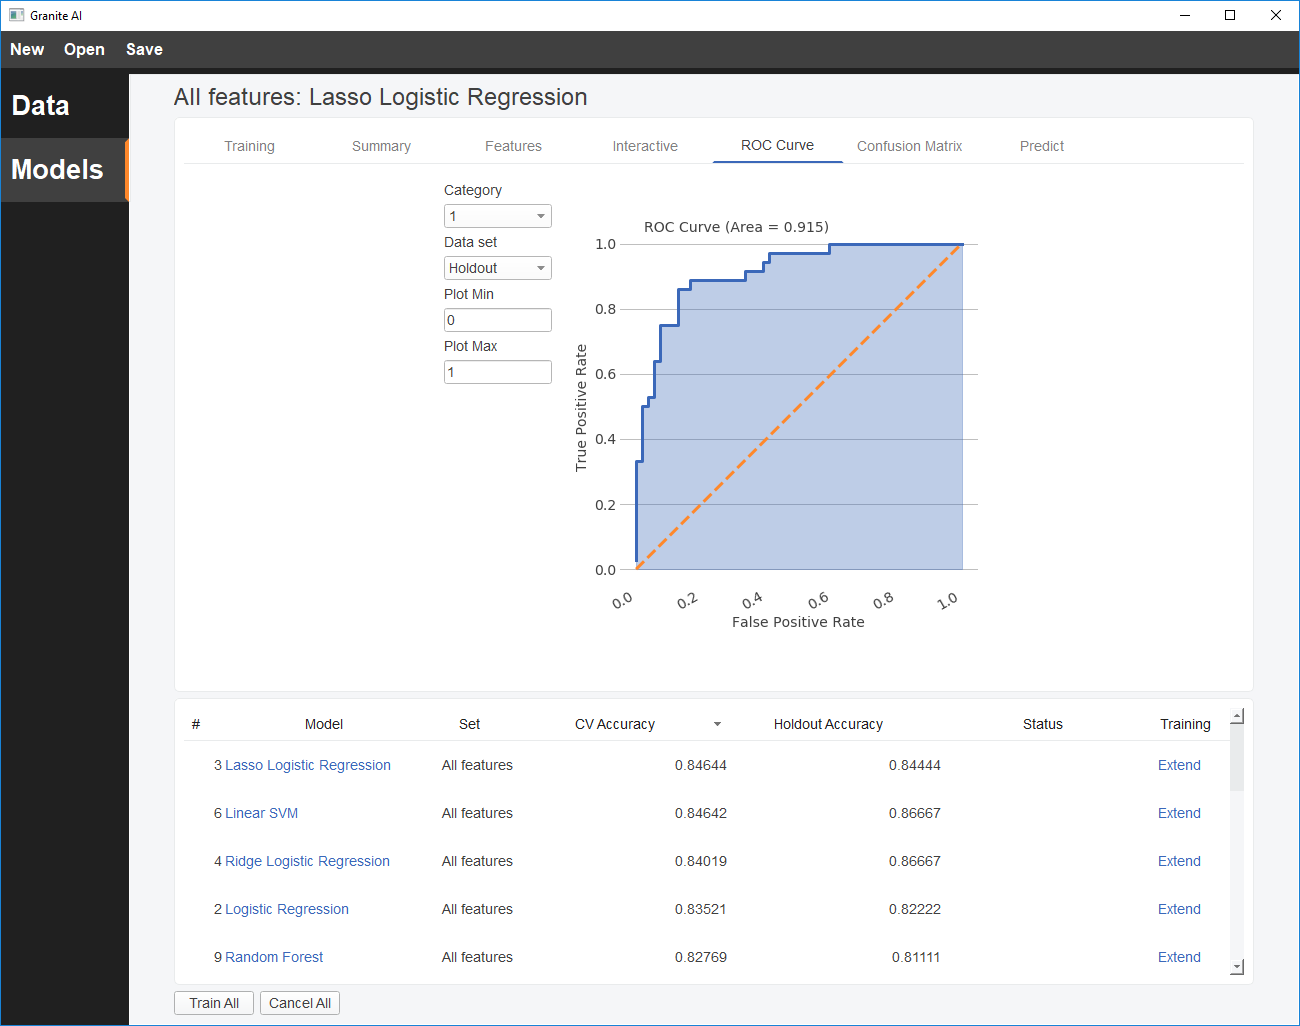 Granite AI
New Open Save
Data
Models
All features: Lasso Logistic Regression
Training Summary Features Interactive ROC Curve Confusion Matrix Predict
Category
1
Data set
Holdout
Plot Min
0
Plot Max
1
ROC Curve (Area = 0.915)
1.0
0.8
0.6
0.4
0.2
0.0
True Positive Rate
0.0 0.2 0.4 0.6 0.8 1.0
False Positive Rate
# Model Set CV Accuracy Holdout Accuracy Status Training
3 Lasso Logistic Regression All features 0.84644 0.84444 Extend
6 Linear SVM All features 0.84642 0.86667 Extend
4 Ridge Logistic Regression All features 0.84019 0.86667 Extend
2 Logistic Regression All features 0.83521 0.82222 Extend
9 Random Forest All features 0.82769 0.81111 Extend
Train All Cancel All